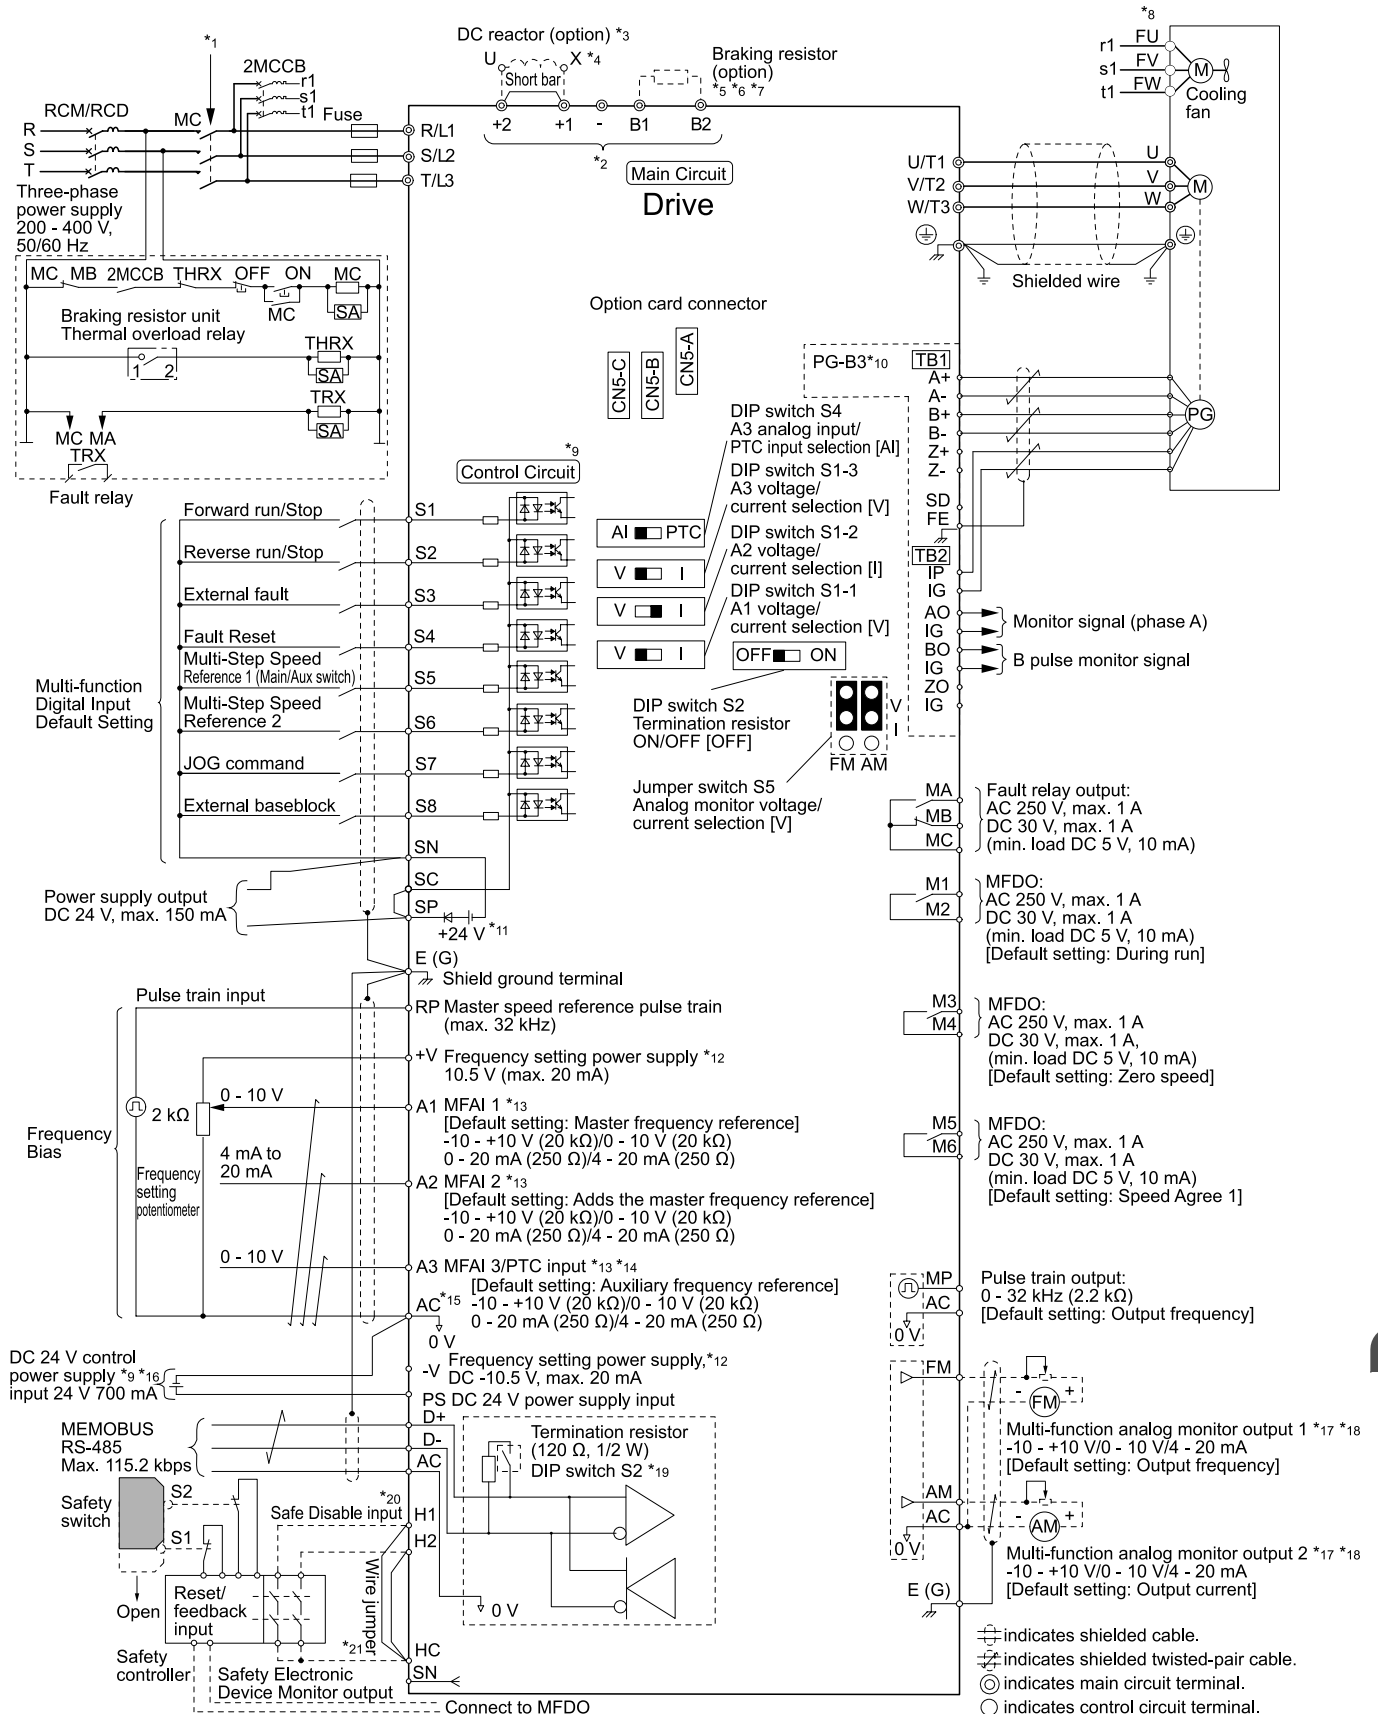 *1
DC reactor (option) *3
U X *4
Short bar
Braking resistor
(option)
*5 *6 *7
+2 +1 - B1 B2
*2
Main Circuit
Drive
2MCCB
r1
s1
t1
RCM/RCD
MC
Fuse
R
S
T
R/L1
S/L2
T/L3
Three-phase
power supply
200 - 400 V,
50/60 Hz
*8
r1 FU
s1 FV
t1 FW
M
Cooling
fan
U/T1 U
V/T2 V
W/T3 W
M
Shielded wire
MC MB 2MCCB THRX OFF ON MC
MC
SA
Braking resistor unit
Thermal overload relay
1 2
THRX
SA
TRX
SA
MC MA
TRX
Fault relay
Option card connector
CN5-C
CN5-B
CN5-A
PG-B3*10
TB1
A+
A-
B+
B-
Z+
Z-
SD
FE
TB2
IP
IG
AO
IG
BO
IG
ZO
IG
PG
Monitor signal (phase A)
B pulse monitor signal
*9
Control Circuit
DIP switch S4
A3 analog input/
PTC input selection [AI]
DIP switch S1-3
A3 voltage/
current selection [V]
DIP switch S1-2
A2 voltage/
current selection [I]
DIP switch S1-1
A1 voltage/
current selection [V]
AI PTC
V I
V I
V I
OFF ON
DIP switch S2
Termination resistor
ON/OFF [OFF]
V
I
FM AM
Jumper switch S5
Analog monitor voltage/
current selection [V]
Multi-function
Digital Input
Default Setting
Forward run/Stop S1
Reverse run/Stop S2
External fault S3
Fault Reset S4
Multi-Step Speed
Reference 1 (Main/Aux switch) S5
Multi-Step Speed
Reference 2 S6
JOG command S7
External baseblock S8
SN
SC
SP
+24 V *11
Power supply output
DC 24 V, max. 150 mA
E (G)
Shield ground terminal
Pulse train input
RP Master speed reference pulse train
(max. 32 kHz)
+V Frequency setting power supply *12
10.5 V (max. 20 mA)
Frequency
Bias
2 kΩ
Frequency
setting
potentiometer
0 - 10 V
A1 MFAI 1 *13
[Default setting: Master frequency reference]
-10 - +10 V (20 kΩ)/0 - 10 V (20 kΩ)
0 - 20 mA (250 Ω)/4 - 20 mA (250 Ω)
4 mA to
20 mA
A2 MFAI 2 *13
[Default setting: Adds the master frequency reference]
-10 - +10 V (20 kΩ)/0 - 10 V (20 kΩ)
0 - 20 mA (250 Ω)/4 - 20 mA (250 Ω)
0 - 10 V
A3 MFAI 3/PTC input *13 *14
[Default setting: Auxiliary frequency reference]
-10 - +10 V (20 kΩ)/0 - 10 V (20 kΩ)
0 - 20 mA (250 Ω)/4 - 20 mA (250 Ω)
AC *15
0 V
-V Frequency setting power supply,*12
DC -10.5 V, max. 20 mA
DC 24 V control
power supply *9 *16
input 24 V 700 mA
PS DC 24 V power supply input
MEMOBUS
RS-485
Max. 115.2 kbps
D+
D-
AC
Termination resistor
(120 Ω, 1/2 W)
DIP switch S2 *19
0 V
Safety
switch
S2
S1
Open
*20
Safe Disable input
H1
H2
Wire jumper
Reset/
feedback
input
Safety
controller
*21
HC
SN
Safety Electronic
Device Monitor output
Connect to MFDO
MA
MB
MC
Fault relay output:
AC 250 V, max. 1 A
DC 30 V, max. 1 A
(min. load DC 5 V, 10 mA)
M1
M2
MFDO:
AC 250 V, max. 1 A
DC 30 V, max. 1 A
(min. load DC 5 V, 10 mA)
[Default setting: During run]
M3
M4
MFDO:
AC 250 V, max. 1 A
DC 30 V, max. 1 A,
(min. load DC 5 V, 10 mA)
[Default setting: Zero speed]
M5
M6
MFDO:
AC 250 V, max. 1 A
DC 30 V, max. 1 A
(min. load DC 5 V, 10 mA)
[Default setting: Speed Agree 1]
MP
AC
0 V
Pulse train output:
0 - 32 kHz (2.2 kΩ)
[Default setting: Output frequency]
FM
- FM +
Multi-function analog monitor output 1 *17 *18
-10 - +10 V/0 - 10 V/4 - 20 mA
[Default setting: Output frequency]
AM
AC
0 V
- AM +
Multi-function analog monitor output 2 *17 *18
-10 - +10 V/0 - 10 V/4 - 20 mA
[Default setting: Output current]
E (G)
indicates shielded cable.
indicates shielded twisted-pair cable.
indicates main circuit terminal.
indicates control circuit terminal.